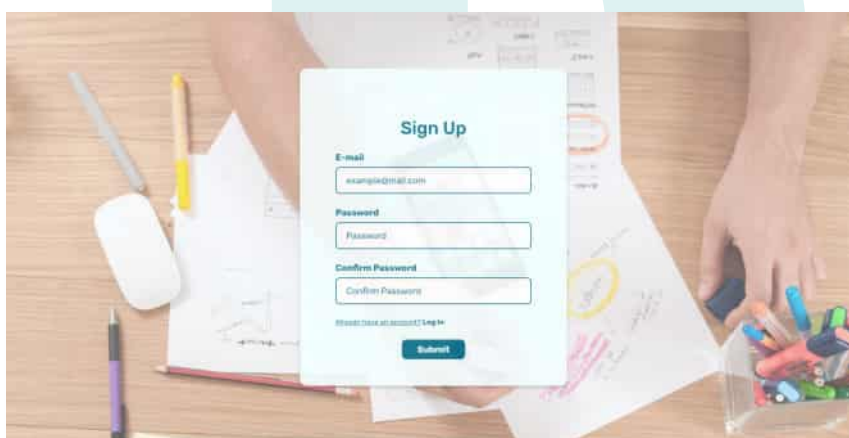 Sign Up
E-mail
example@mail.com
Password
Password
Confirm Password
Confirm Password
Already have an account? Log In
Submit